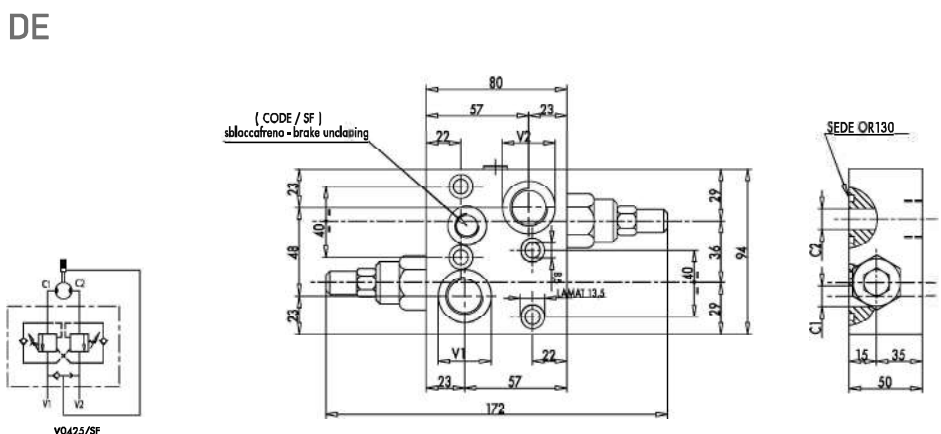 DE
80
57 23
( CODE / SF )
sbloccafreno - brake unclaping
22 V2
SEDE OR130
23
40 =
=
48
23
29
36
29
94
40 =
=
LAMAT 13,5
V1
22
23 57
172
C2
C1
15 35
50
C1 C2
V1 V2
V0425/SF